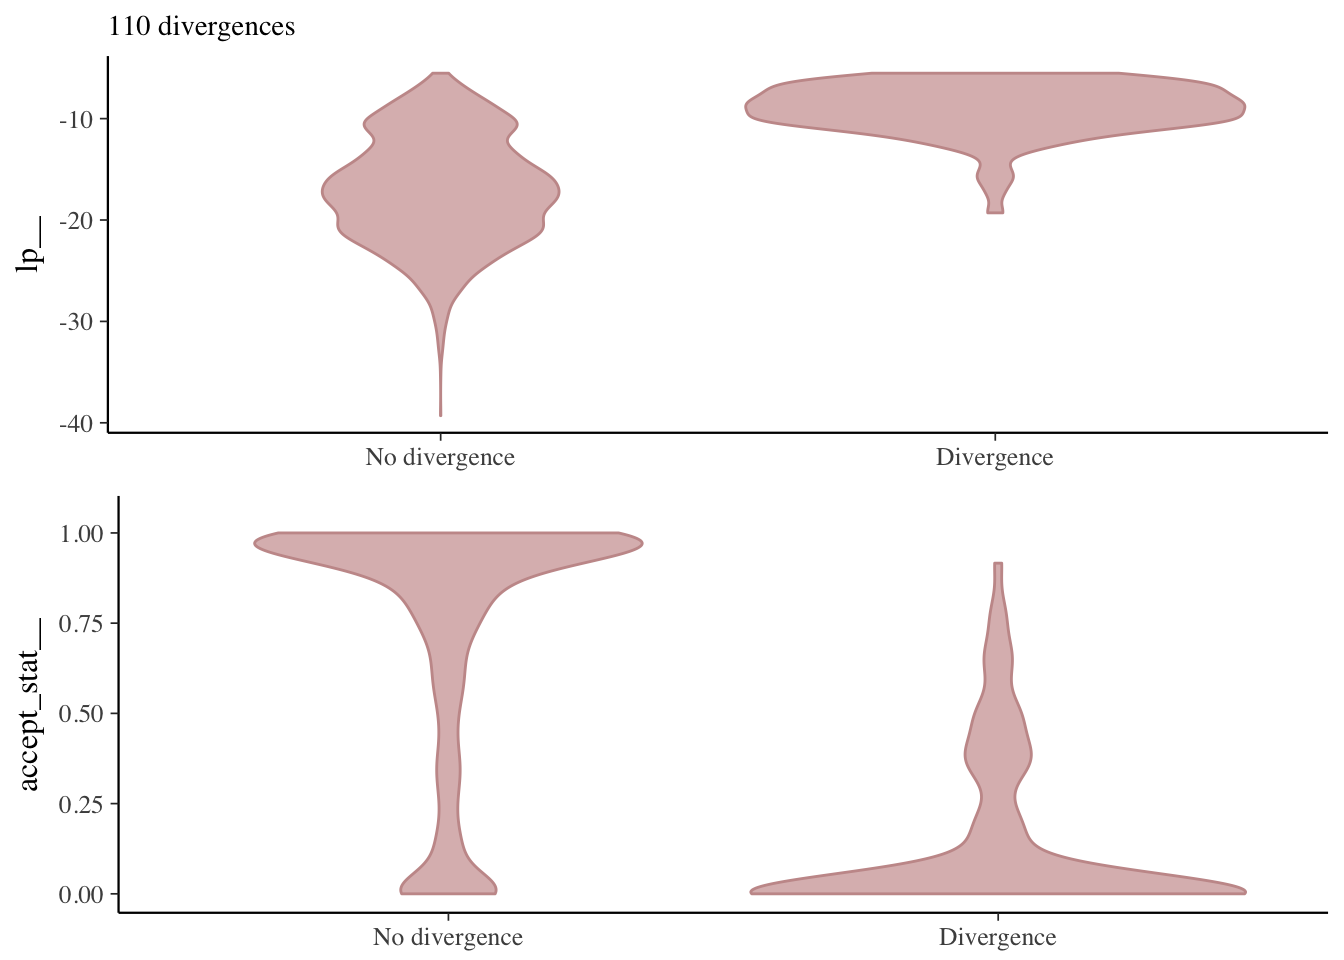 110 divergences
lp__
-10
-20
-30
-40
No divergence
Divergence
accept_stat__
1.00
0.75
0.50
0.25
0.00
No divergence
Divergence